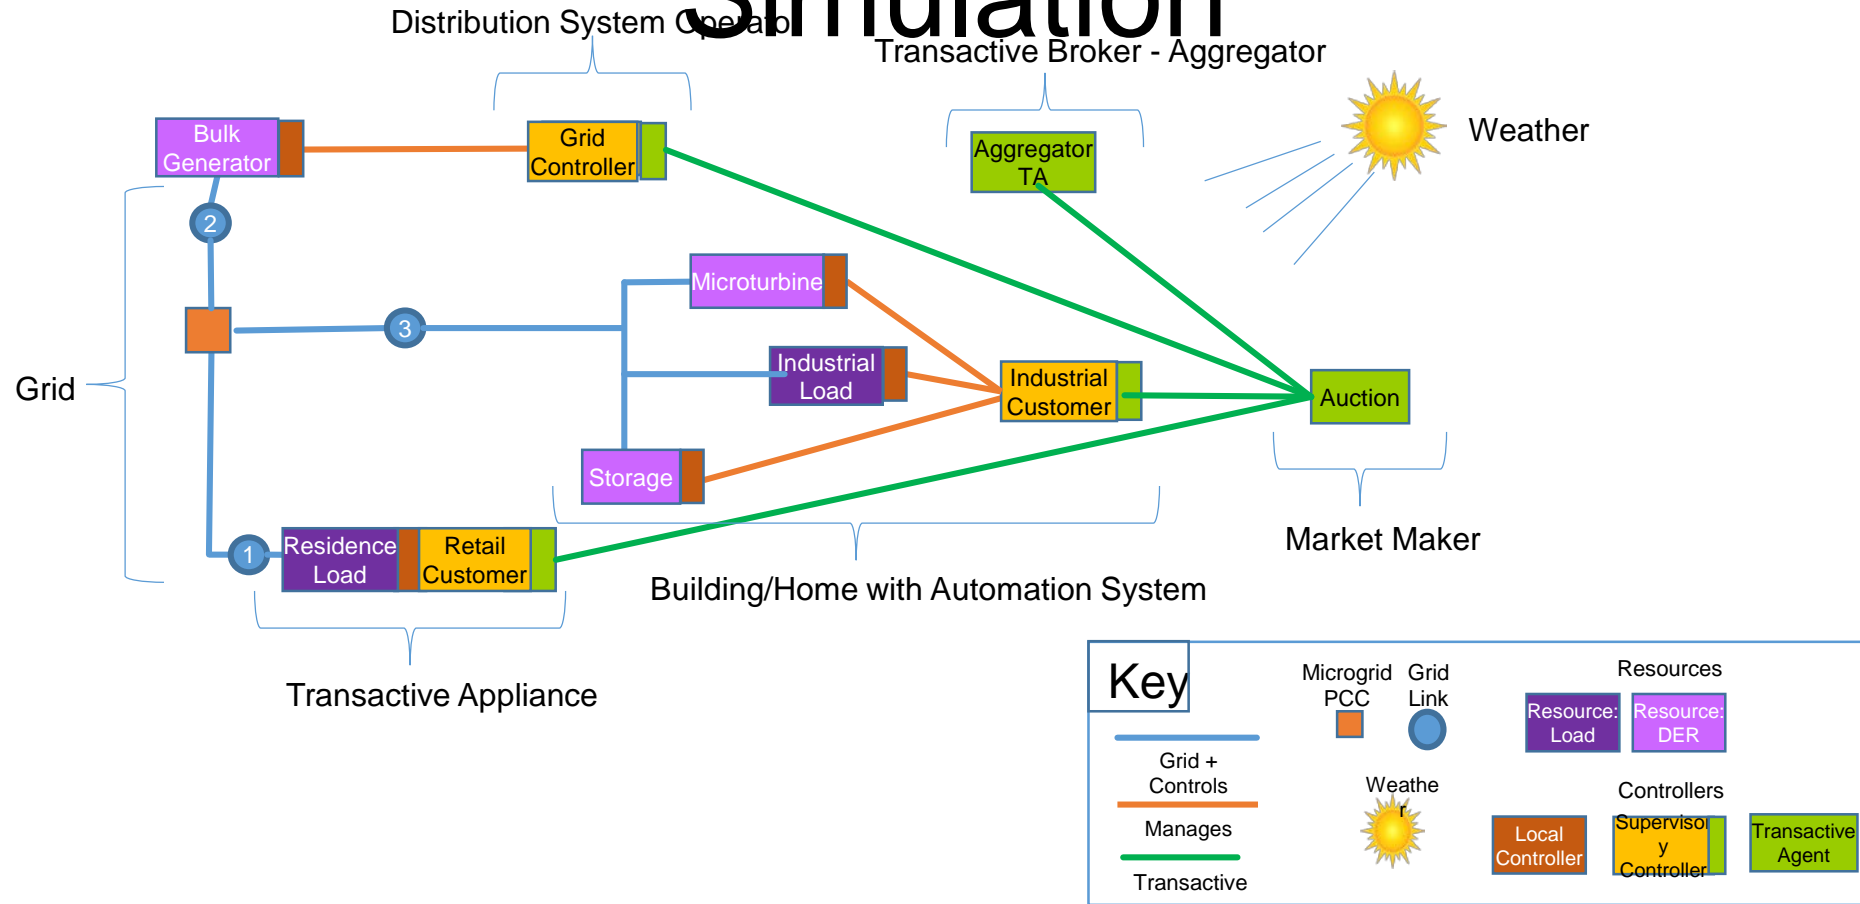 Simulation
Distribution System Operato
Transactive Broker - Aggregator
Weather
Bulk
Generator
Grid
Controller
Aggregator
TA
2
Microturbine
3
Industrial
Load
Industrial
Customer
Auction
Grid
Storage
Market Maker
1
Residence
Load
Retail
Customer
Building/Home with Automation System
Transactive Appliance
Key
Microgrid
PCC
Grid
Link
Resources
Resource:
Load
Resource:
DER
Grid +
Controls
Weathe
r
Controllers
Manages
Local
Controller
Supervisor
y
Controller
Transactive
Agent
Transactive